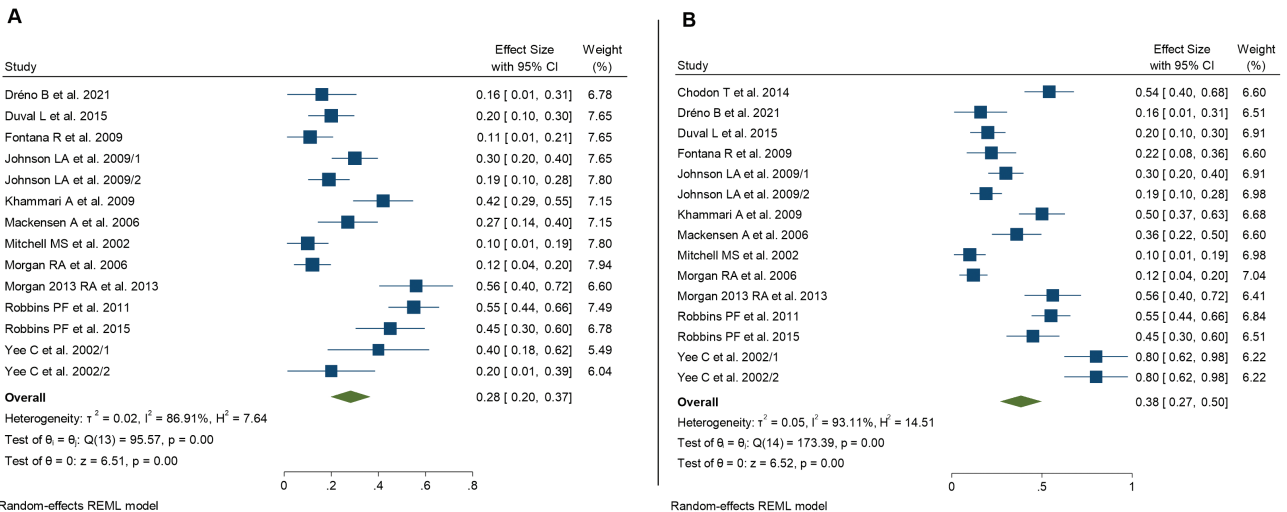 A
Effect Size Weight
Study with 95% CI (%)
Dréno B et al. 2021 0.16 [ 0.01, 0.31] 6.78
Duval L et al. 2015 0.20 [ 0.10, 0.30] 7.65
Fontana R et al. 2009 0.11 [ 0.01, 0.21] 7.65
Johnson LA et al. 2009/1 0.30 [ 0.20, 0.40] 7.65
Johnson LA et al. 2009/2 0.19 [ 0.10, 0.28] 7.80
Khammari A et al. 2009 0.42 [ 0.29, 0.55] 7.15
Mackensen A et al. 2006 0.27 [ 0.14, 0.40] 7.15
Mitchell MS et al. 2002 0.10 [ 0.01, 0.19] 7.80
Morgan RA et al. 2006 0.12 [ 0.04, 0.20] 7.94
Morgan 2013 RA et al. 2013 0.56 [ 0.40, 0.72] 6.60
Robbins PF et al. 2011 0.55 [ 0.44, 0.66] 7.49
Robbins PF et al. 2015 0.45 [ 0.30, 0.60] 6.78
Yee C et al. 2002/1 0.40 [ 0.18, 0.62] 5.49
Yee C et al. 2002/2 0.20 [ 0.01, 0.39] 6.04
Overall 0.28 [ 0.20, 0.37]
Heterogeneity: τ² = 0.02, I² = 86.91%, H² = 7.64
Test of θᵢ = θⱼ: Q(13) = 95.57, p = 0.00
Test of θ = 0: z = 6.51, p = 0.00
0 .2 .4 .6 .8
Random-effects REML model
B
Effect Size Weight
Study with 95% CI (%)
Chodon T et al. 2014 0.54 [ 0.40, 0.68] 6.60
Dréno B et al. 2021 0.16 [ 0.01, 0.31] 6.51
Duval L et al. 2015 0.20 [ 0.10, 0.30] 6.91
Fontana R et al. 2009 0.22 [ 0.08, 0.36] 6.60
Johnson LA et al. 2009/1 0.30 [ 0.20, 0.40] 6.91
Johnson LA et al. 2009/2 0.19 [ 0.10, 0.28] 6.98
Khammari A et al. 2009 0.50 [ 0.37, 0.63] 6.68
Mackensen A et al. 2006 0.36 [ 0.22, 0.50] 6.60
Mitchell MS et al. 2002 0.10 [ 0.01, 0.19] 6.98
Morgan RA et al. 2006 0.12 [ 0.04, 0.20] 7.04
Morgan 2013 RA et al. 2013 0.56 [ 0.40, 0.72] 6.41
Robbins PF et al. 2011 0.55 [ 0.44, 0.66] 6.84
Robbins PF et al. 2015 0.45 [ 0.30, 0.60] 6.51
Yee C et al. 2002/1 0.80 [ 0.62, 0.98] 6.22
Yee C et al. 2002/2 0.80 [ 0.62, 0.98] 6.22
Overall 0.38 [ 0.27, 0.50]
Heterogeneity: τ² = 0.05, I² = 93.11%, H² = 14.51
Test of θᵢ = θⱼ: Q(14) = 173.39, p = 0.00
Test of θ = 0: z = 6.52, p = 0.00
0 .5 1
Random-effects REML model